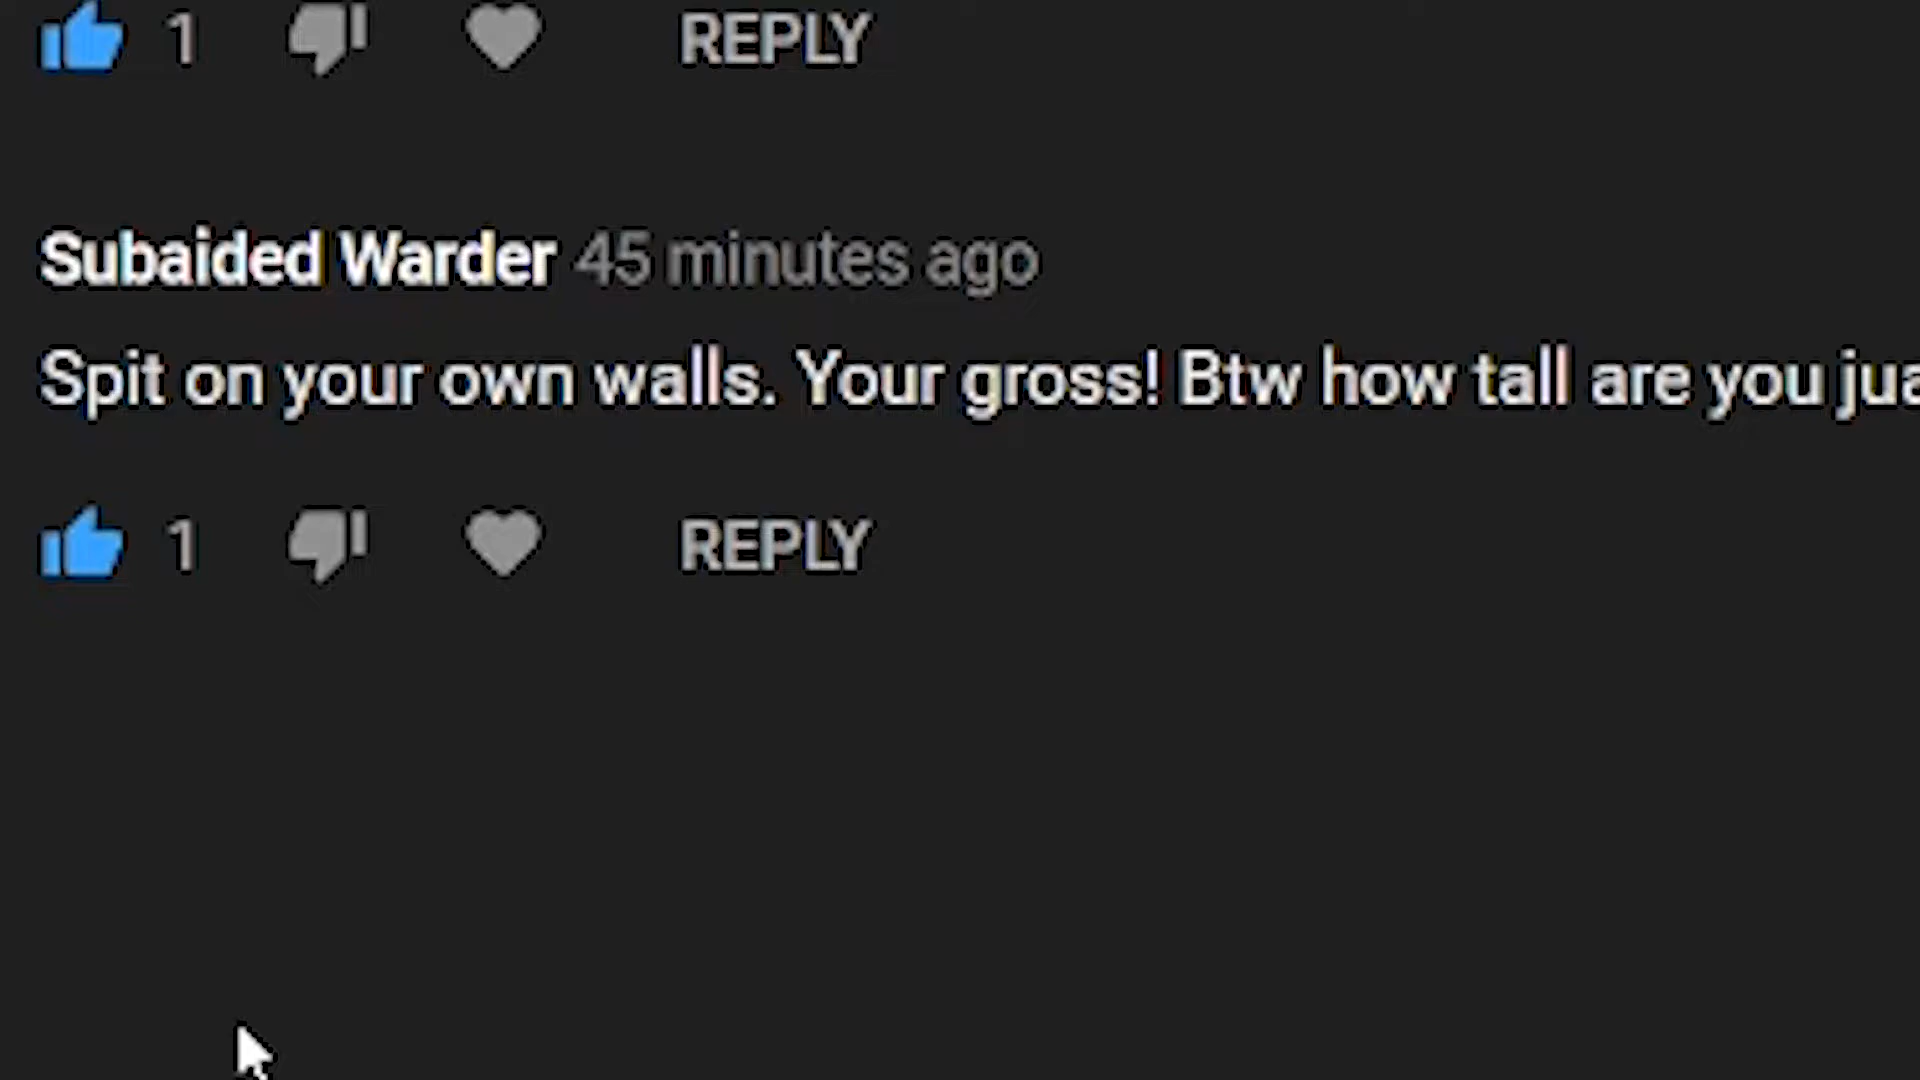 1 REPLY
Subaided Warder 45 minutes ago
Spit on your own walls. Your gross! Btw how tall are you jua
1 REPLY